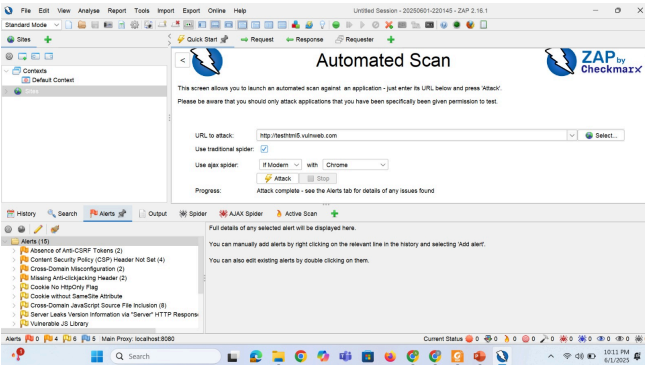 File Edit View Analyse Report Tools Import Export Online Help
Untitled Session - 20250601-220145 - ZAP 2.16.1
Standard Mode
Sites
Quick Start
Request
Response
Requester
Contexts
Default Context
Sites
<
Automated Scan
ZAP by
Checkmarx
This screen allows you to launch an automated scan against an application - just enter its URL below and press 'Attack'.
Please be aware that you should only attack applications that you have been specifically been given permission to test.
URL to attack:
http://testhtml5.vulnweb.com
Select...
Use traditional spider:
Use ajax spider:
If Modern
with
Chrome
Attack
Stop
Progress:
Attack complete - see the Alerts tab for details of any issues found
History
Search
Alerts
Output
Spider
AJAX Spider
Active Scan
Alerts (15)
Absence of Anti-CSRF Tokens (2)
Content Security Policy (CSP) Header Not Set (4)
Cross-Domain Misconfiguration (2)
Missing Anti-clickjacking Header (2)
Cookie No HttpOnly Flag
Cookie without SameSite Attribute
Cross-Domain JavaScript Source File Inclusion (8)
Server Leaks Version Information via "Server" HTTP Response
Vulnerable JS Library
Full details of any selected alert will be displayed here.
You can manually add alerts by right clicking on the relevant line in the history and selecting 'Add alert'.
You can also edit existing alerts by double clicking on them.
Alerts 0 4 6 5 Main Proxy: localhost:8080
Current Status 0 0 0 0 0 0 0 0 0
Search
10:11 PM
6/1/2025